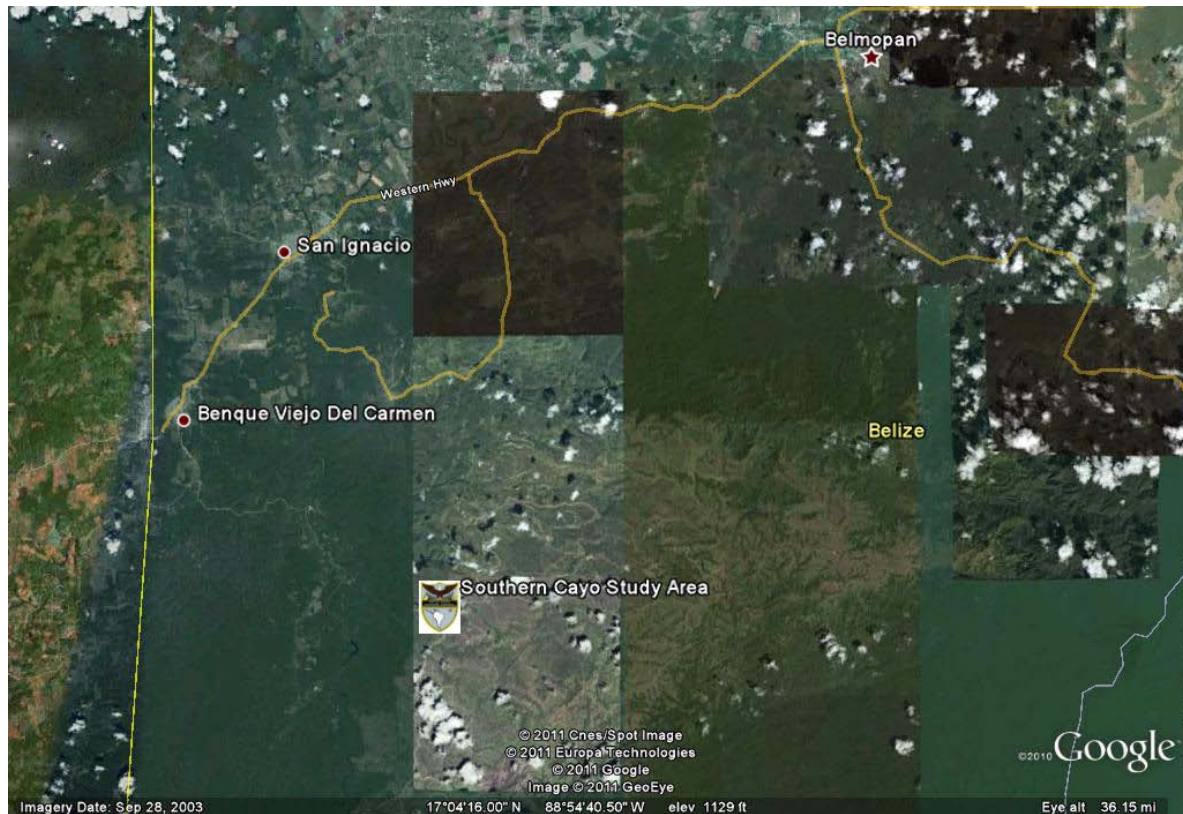 Belmopan
Western Hwy
San Ignacio
Benque Viejo Del Carmen
Belize
Southern Cayo Study Area
© 2011 Cnes/Spot Image
© 2011 Europa Technologies
© 2011 Google
Image © 2011 GeoEye
©2010 Google
Imagery Date: Sep 28, 2003 17°04'16.00" N 88°54'40.50" W elev 1129 ft Eye alt 36.15 mi